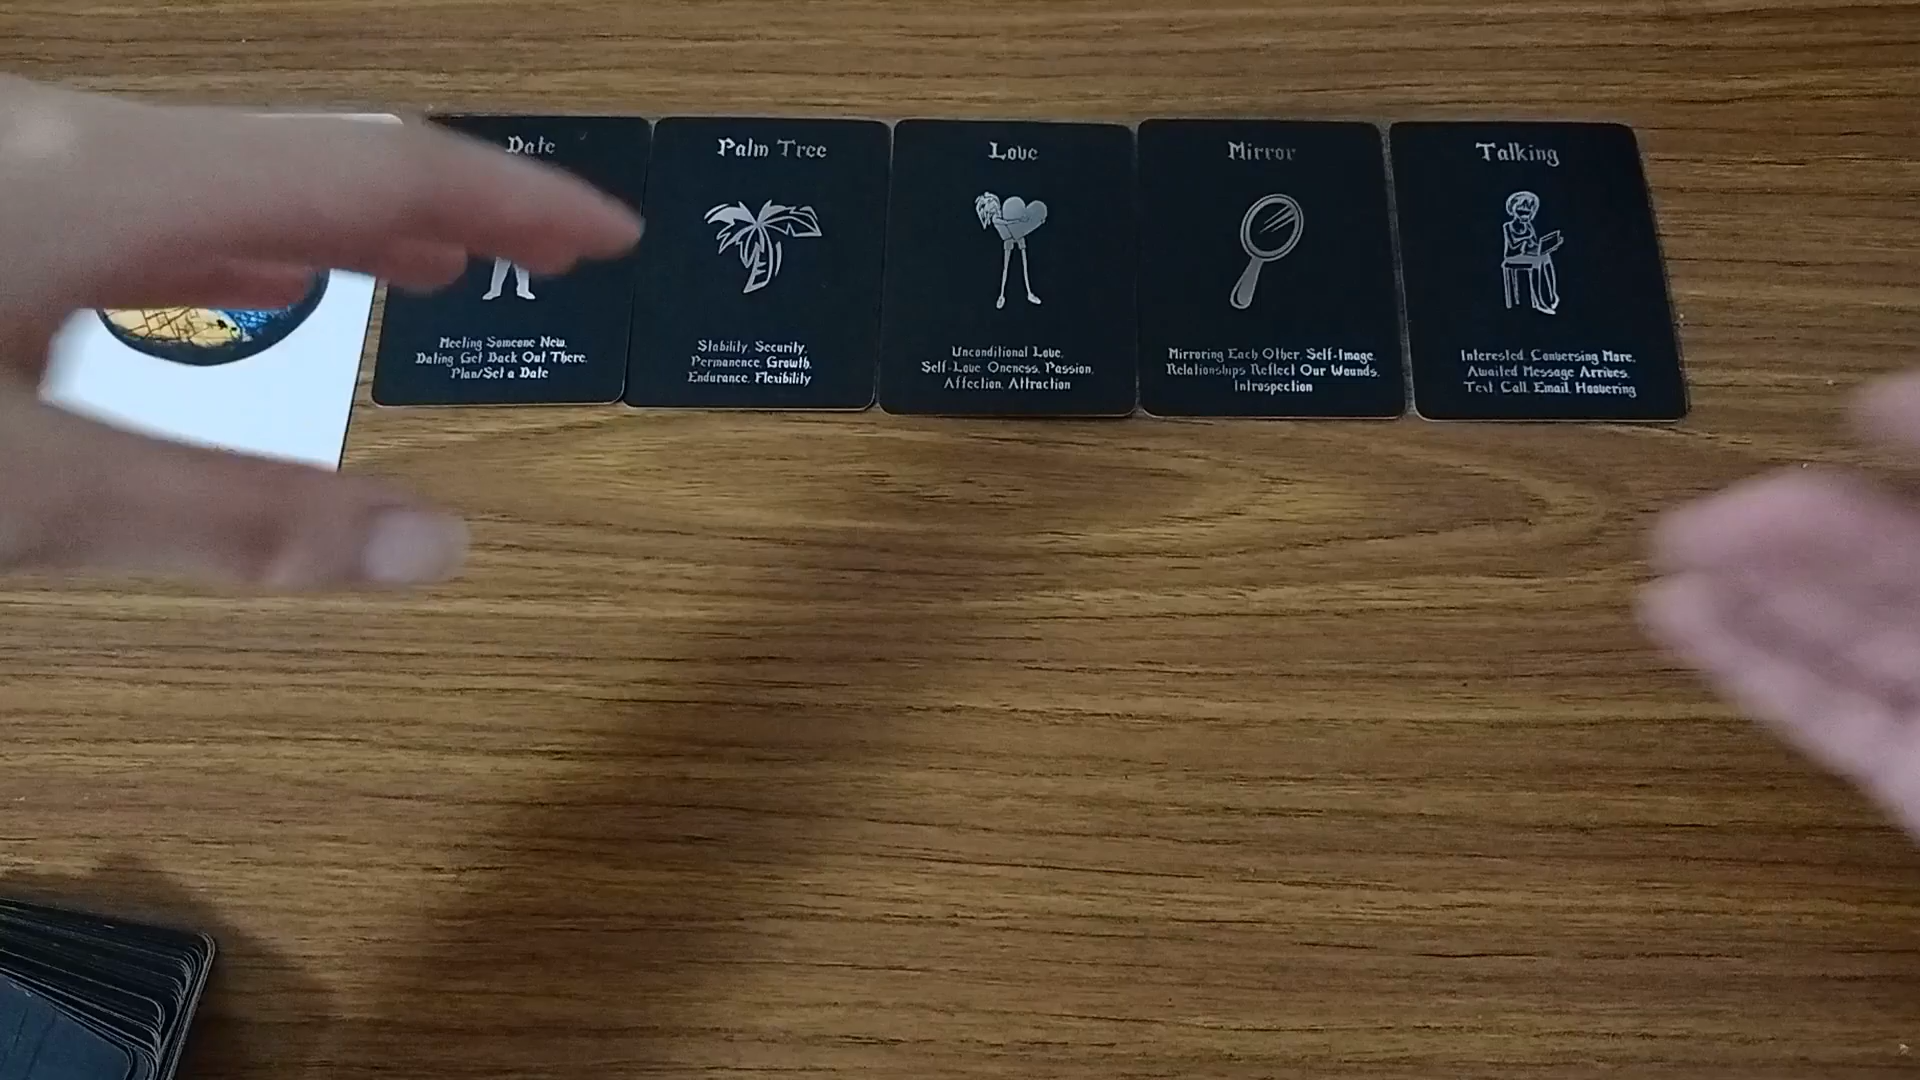 Date
Meeting Someone New,
Dating, Get Back Out There,
Plan/Set a Date
Palm Tree
Stability, Security,
Permanence, Growth,
Endurance, Flexibility
Love
Unconditional Love,
Self-Love, Oneness, Passion,
Affection, Attraction
Mirror
Mirroring Each Other, Self-Image,
Relationships Reflect Our Wounds,
Introspection
Talking
Interested, Conversing More,
Awaited Message Arrives,
Text, Call, Email, Hoovering